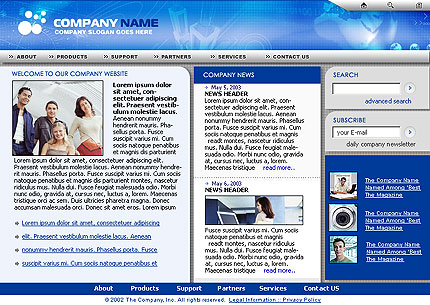 COMPANY NAME
COMPANY SLOGAN GOES HERE
ABOUT
PRODUCTS
SUPPORT
PARTNERS
SERVICES
CONTACT US
WELCOME TO OUR COMPANY WEBSITE
Lorem ipsum dolor
sit amet, con-
sectetuer adipiscing
elit. Praesent vestib-
ulum molestie lacus.
Aenean nonummy
hendrerit mauris. Pha-
sellus porta. Fusce
suscipit varius mi. Cum
sociis natoque penatibus
et magnis dis parturient
Lorem ipsum dolor sit amet, consectetuer adipiscing elit.
Praesent vestibulum molestie lacus. Aenean nonummy hendre-
rit mauris. Phasellus porta. Fusce suscipit varius mi. Cum sociis
natoque penatibus et magnis dis parturient montes, nascetur
ridiculus mus. Nulla dui. Fusce feugiat malesuada odio. Morbi
nunc odio, gravida at, cursus nec, luctus a, lorem. Maecenas
tristique orci ac sem. Duis ultricies pharetra magna. Donec
accumsan malesuada orci. Donec sit amet eros. Lorem ipsum
Lorem ipsum dolor sit amet, consectetuer adipiscing
elit. Praesent vestibulum molestie lacus. Aenean
nonummy hendrerit mauris. Phasellus porta. Fusce
suscipit varius mi. Cum sociis natoque penatibus et
COMPANY NEWS
May 5, 2003
NEWS HEADER
Lorem ipsum dolor sit amet, consectetuer
adipiscing elit. Praesent vestibulum molestie
lacus. Aenean nonummy
hendrerit mauris. Phasellus
porta. Fusce suscipit varius mi. Cum
sociis natoque penatibus et magnis dis
parturient montes, nascetur ridiculus
mus. Nulla dui. Fusce feugiat male-
suada odio. Morbi nunc odio, gravida
at, cursus nec, luctus a, lorem.
Maecenas read more..
May 6, 2003
NEWS HEADER
porta. Fusce suscipit varius mi. Cum sociis
natoque penatibus et magnis dis
parturient montes, nascetur ridiculus
mus. Nulla dui. Fusce feugiat malesuada
odio. Morbi nunc odio, gravida at,
cursus nec, luctus a, lorem.
Maecenas read more..
SEARCH
advanced search
SUBSCRIBE
your E-mail
daily company newsletter
The Company Name
Named Among 'Best
The Magazine
The Company Name
Named Among 'Best
The Magazine
The Company Name
Named Among 'Best
The Magazine
About Products Support Partners Services Contact US
© 2002 The Company, Inc. All rights reserved. Legal Information :: Privacy Policy